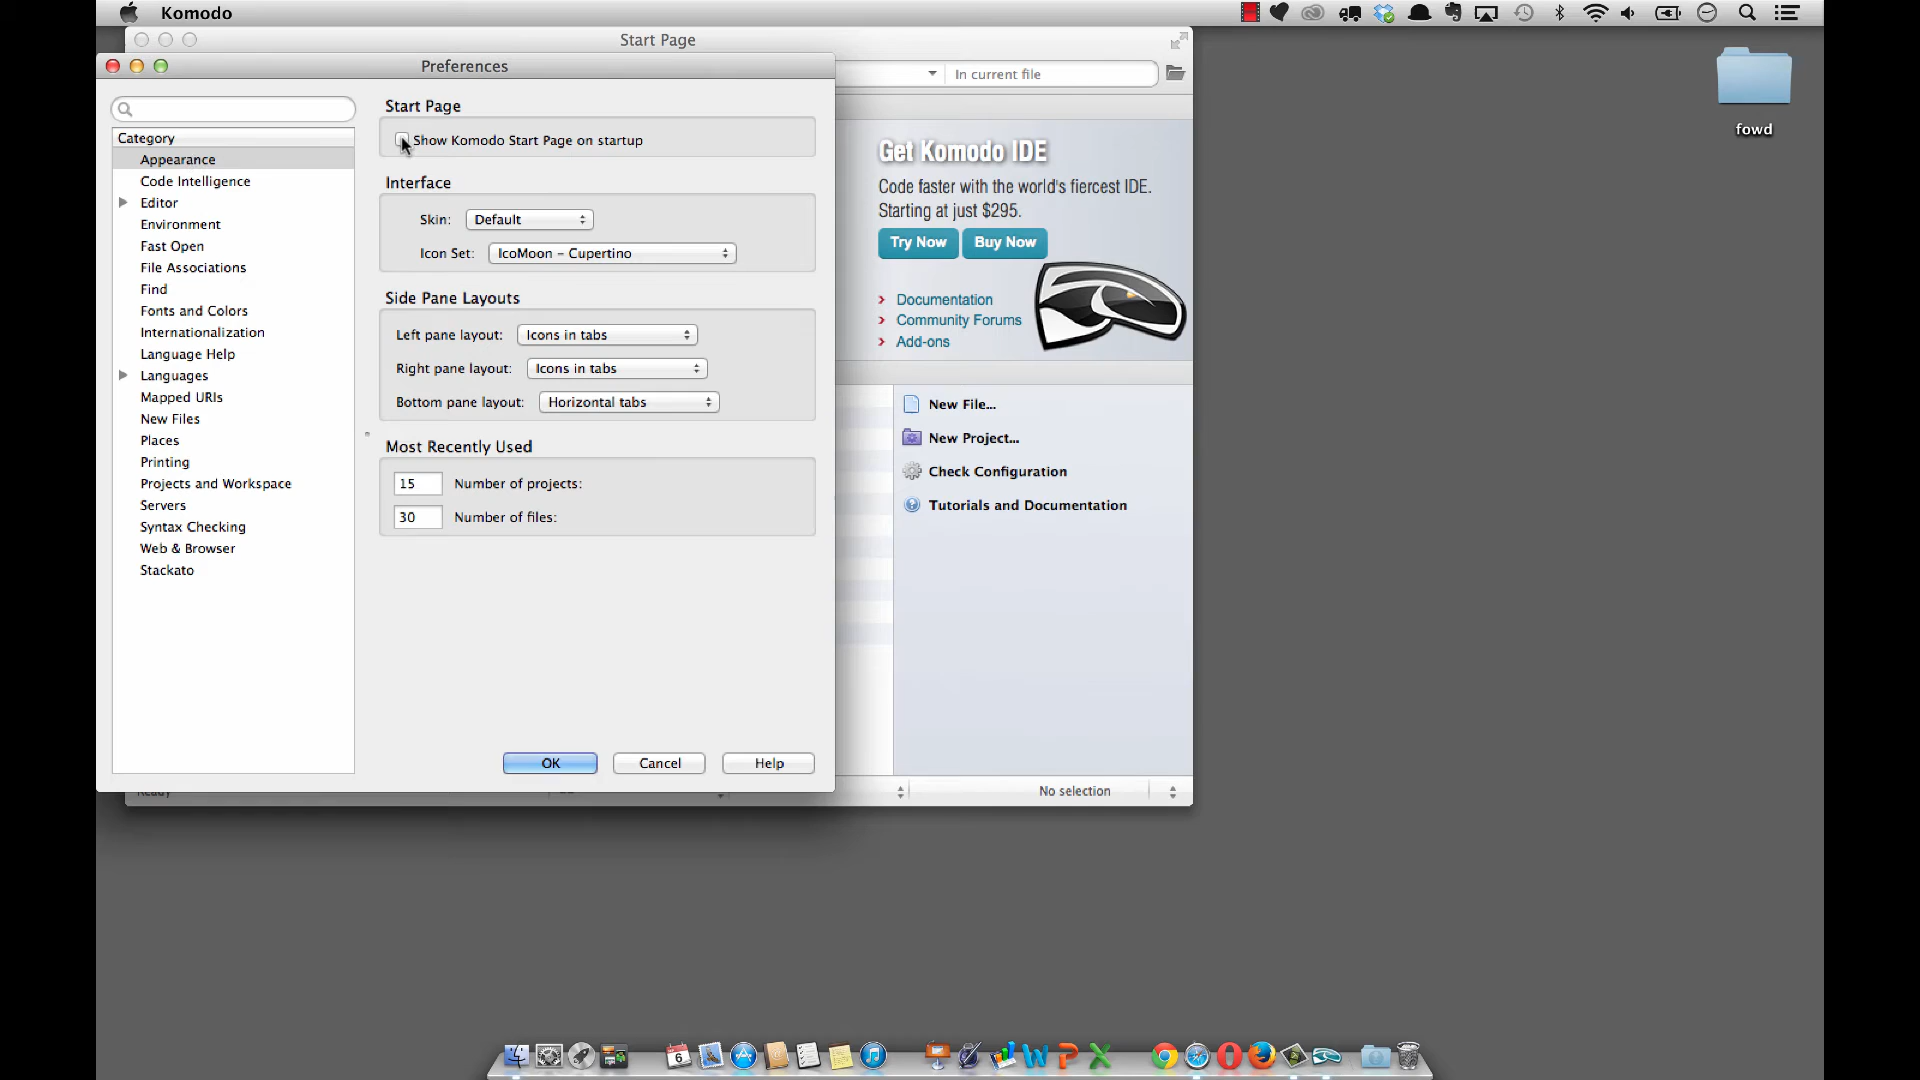 Komodo
Start Page
Preferences
In current file
fowd
Category
Appearance
Code Intelligence
Editor
Environment
Fast Open
File Associations
Find
Fonts and Colors
Internationalization
Language Help
Languages
Mapped URIs
New Files
Places
Printing
Projects and Workspace
Servers
Syntax Checking
Web & Browser
Stackato
Start Page
Show Komodo Start Page on startup
Interface
Skin: Default
Icon Set: IcoMoon – Cupertino
Side Pane Layouts
Left pane layout: Icons in tabs
Right pane layout: Icons in tabs
Bottom pane layout: Horizontal tabs
Most Recently Used
15 Number of projects:
30 Number of files:
OK Cancel Help
Get Komodo IDE
Code faster with the world's fiercest IDE.
Starting at just $295.
Try Now Buy Now
Documentation
Community Forums
Add-ons
New File...
New Project...
Check Configuration
Tutorials and Documentation
Ready
No selection
6